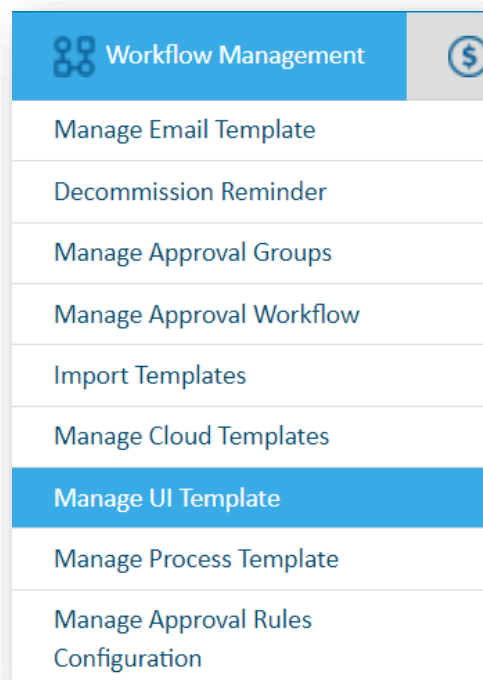 Workflow Management
$
Manage Email Template
Decommission Reminder
Manage Approval Groups
Manage Approval Workflow
Import Templates
Manage Cloud Templates
Manage UI Template
Manage Process Template
Manage Approval Rules
Configuration